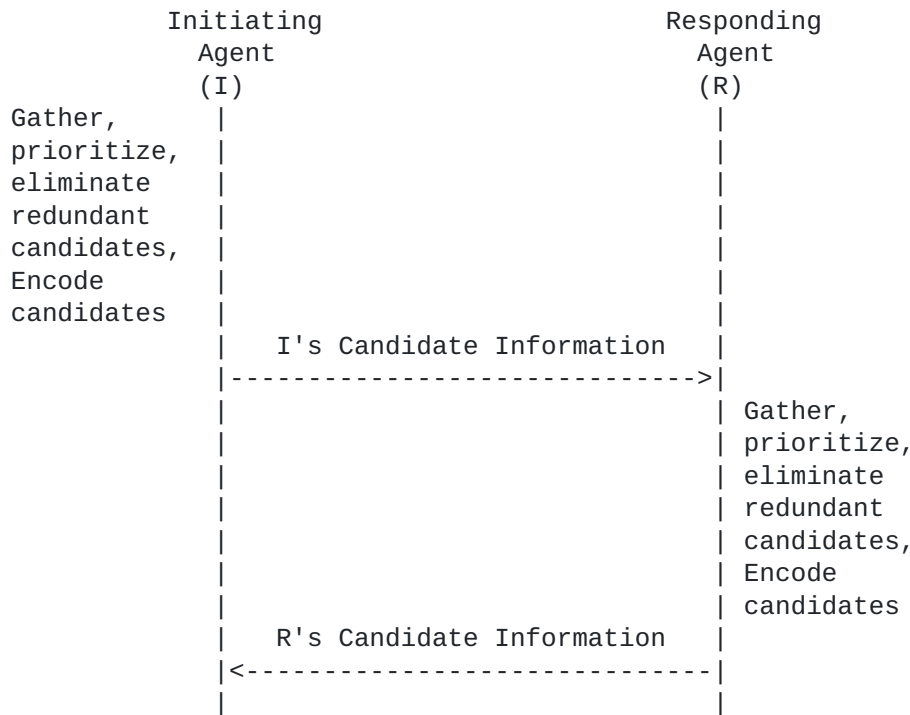 Initiating Responding
Agent Agent
(I) (R)
Gather,
prioritize,
eliminate
redundant
candidates,
Encode
candidates
I's Candidate Information
Gather,
prioritize,
eliminate
redundant
candidates,
Encode
candidates
R's Candidate Information